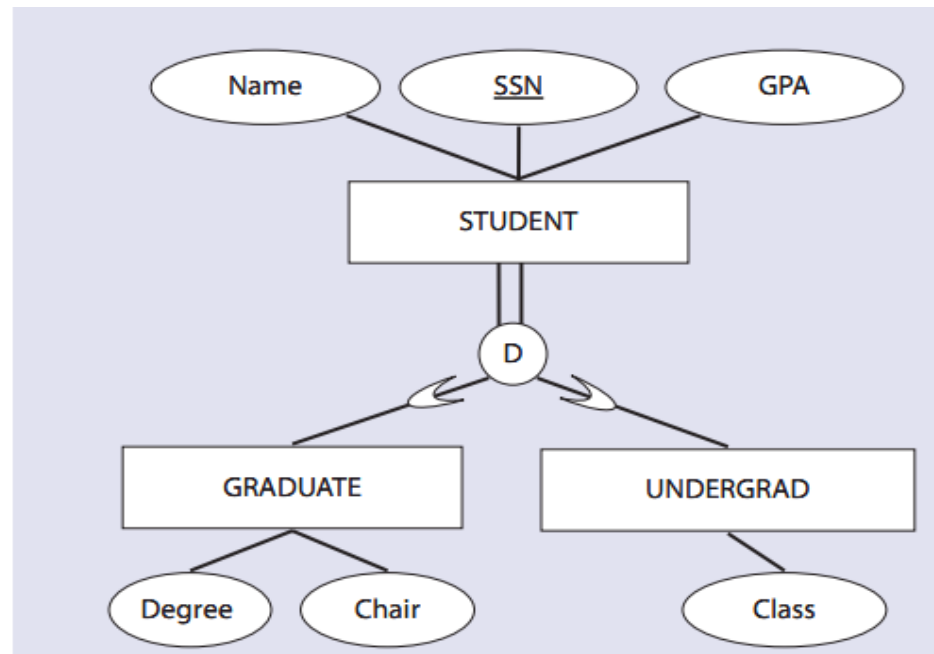 Name SSN GPA
STUDENT
D
GRADUATE UNDERGRAD
Degree Chair Class